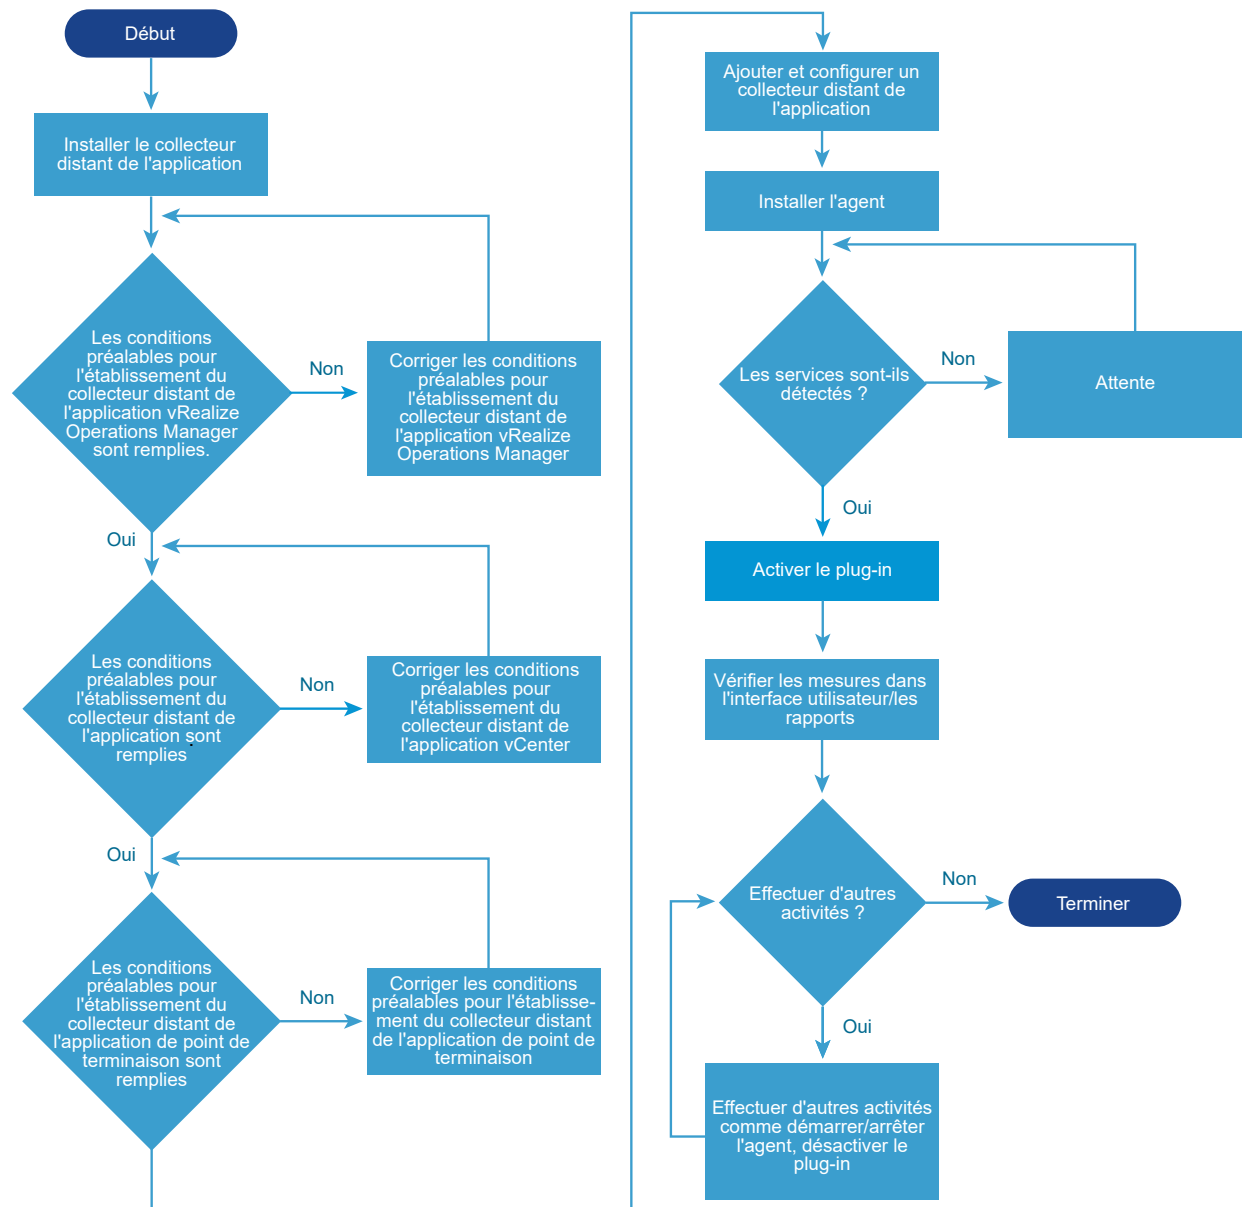 Début
Installer le collecteur
distant de l'application
Les conditions
préalables pour
l'établissement du
collecteur distant de
l'application vRealize
Operations Manager
sont remplies.
Non
Corriger les conditions
préalables pour
l'établissement du
collecteur distant de
l'application vRealize
Operations Manager
Oui
Les conditions
préalables pour
l'établissement du
collecteur distant de
l'application sont
remplies
Non
Corriger les conditions
préalables pour
l'établissement du
collecteur distant de
l'application vCenter
Oui
Les conditions
préalables pour
l'établissement du
collecteur distant de
l'application de point de
terminaison sont
remplies
Non
Corriger les conditions
préalables pour l'établisse-
ment du collecteur distant
de l'application de point de
terminaison
Ajouter et configurer un
collecteur distant de
l'application
Installer l'agent
Les services sont-ils
détectés ?
Non
Attente
Oui
Activer le plug-in
Vérifier les mesures dans
l'interface utilisateur/les
rapports
Effectuer d'autres
activités ?
Non
Terminer
Oui
Effectuer d'autres activités
comme démarrer/arrêter
l'agent, désactiver le
plug-in